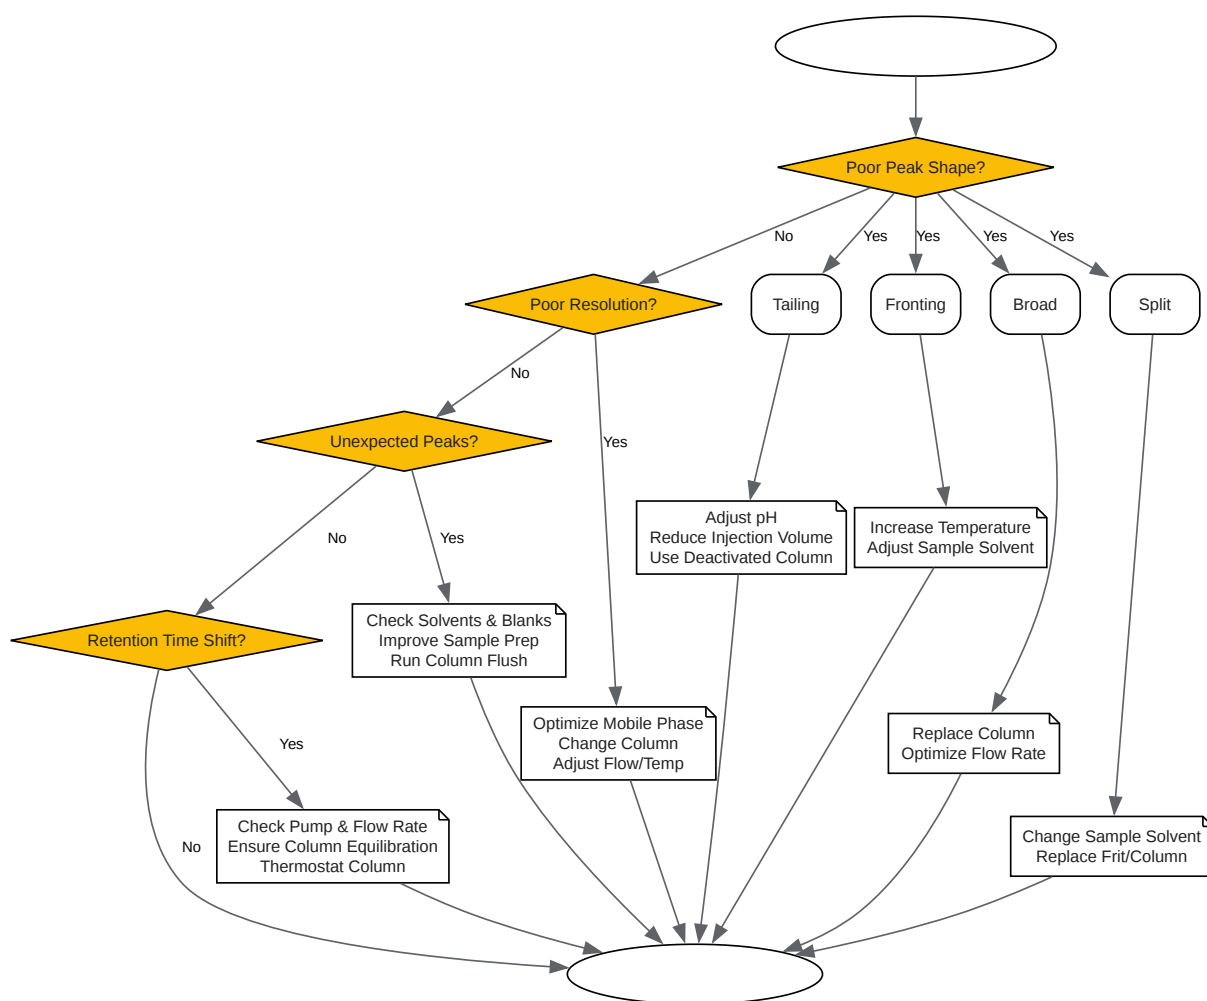 Poor Peak Shape?
No
Yes
Yes
Yes
Yes
Poor Resolution?
Tailing
Fronting
Broad
Split
No
Unexpected Peaks?
Yes
Adjust pH
Reduce Injection Volume
Use Deactivated Column
Increase Temperature
Adjust Sample Solvent
No
Yes
Check Solvents & Blanks
Improve Sample Prep
Run Column Flush
Retention Time Shift?
Optimize Mobile Phase
Change Column
Adjust Flow/Temp
Replace Column
Optimize Flow Rate
Yes
No
Check Pump & Flow Rate
Ensure Column Equilibration
Thermostat Column
Change Sample Solvent
Replace Frit/Column